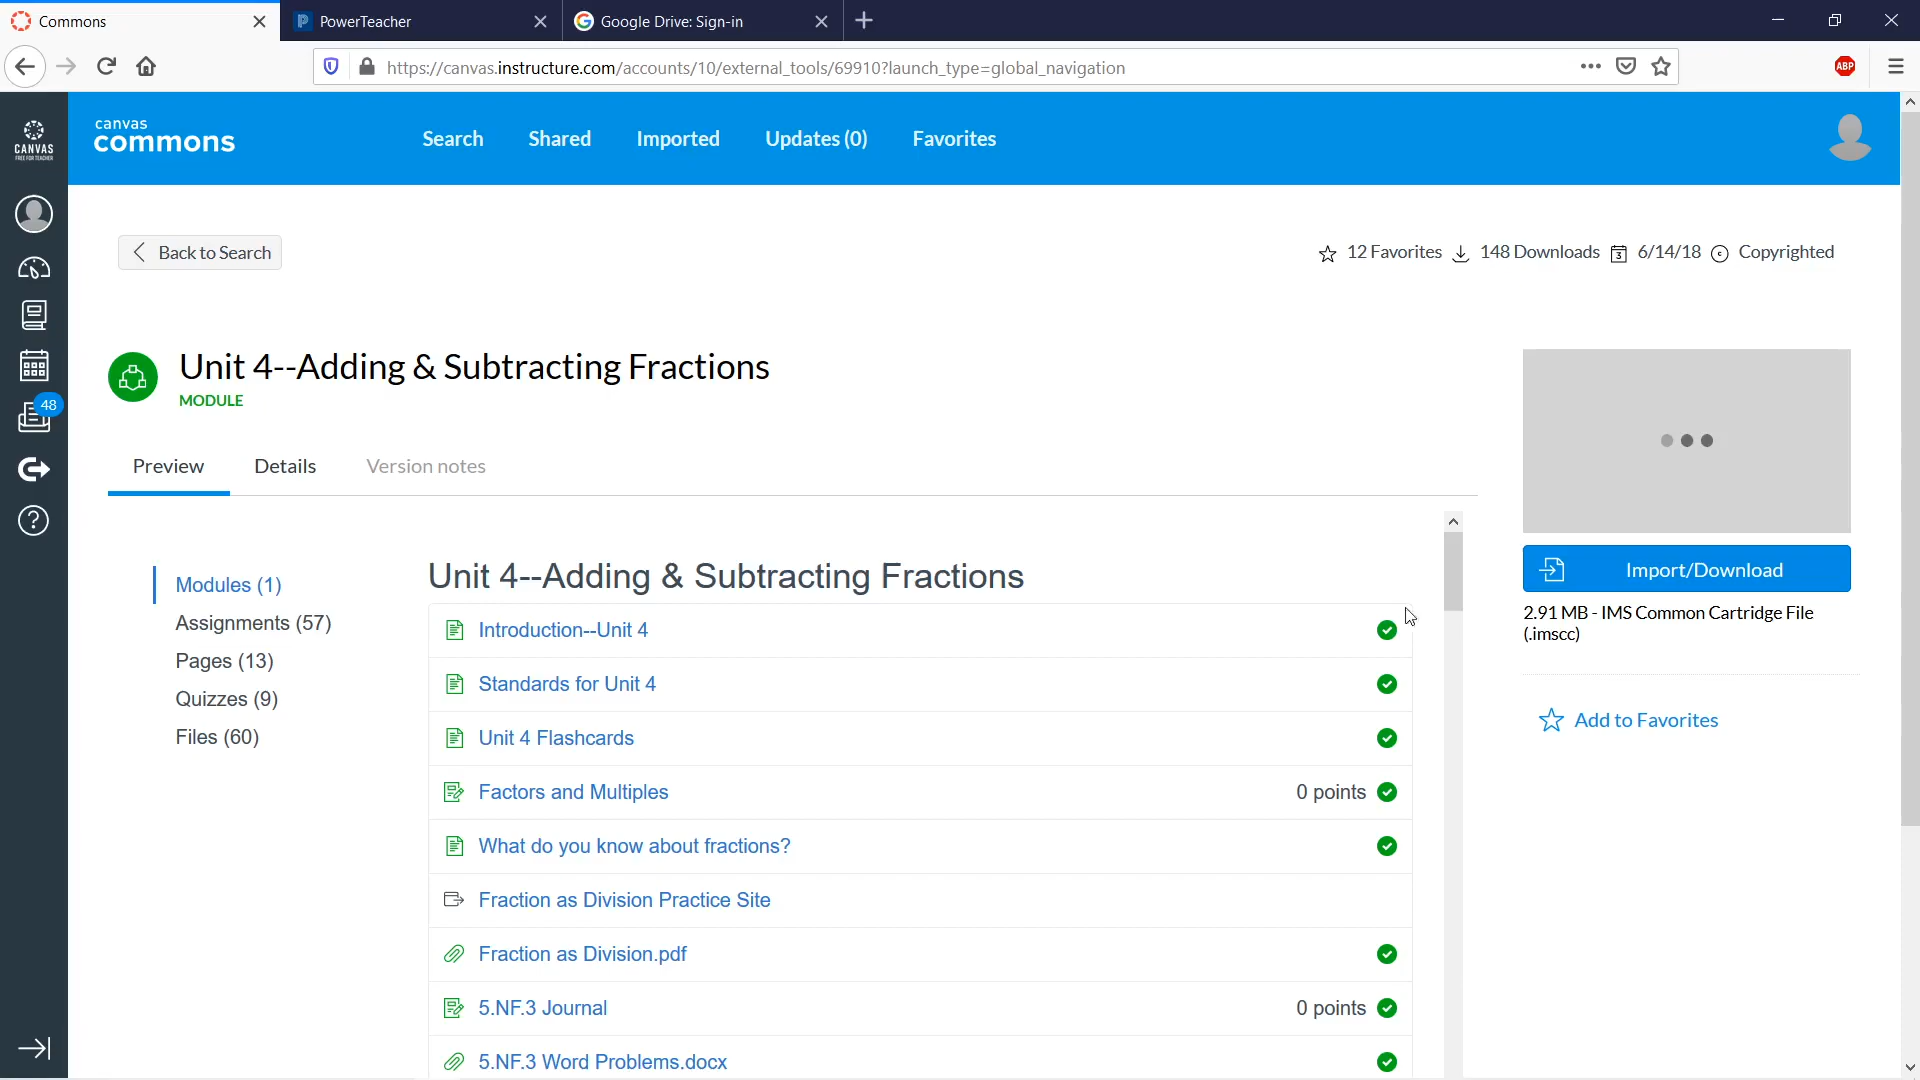 Commons
PowerTeacher
Google Drive: Sign-in
https://canvas.instructure.com/accounts/10/external_tools/69910?launch_type=global_navigation
ABP
CANVAS
canvas
commons
Search
Shared
Imported
Updates (0)
Favorites
Back to Search
12 Favorites
148 Downloads
3
6/14/18
Copyrighted
Unit 4--Adding & Subtracting Fractions
MODULE
48
Preview
Details
Version notes
Modules (1)
Assignments (57)
Pages (13)
Quizzes (9)
Files (60)
Unit 4--Adding & Subtracting Fractions
Introduction--Unit 4
Standards for Unit 4
Unit 4 Flashcards
Factors and Multiples 0 points
What do you know about fractions?
Fraction as Division Practice Site
Fraction as Division.pdf
5.NF.3 Journal 0 points
5.NF.3 Word Problems.docx
Import/Download
2.91 MB - IMS Common Cartridge File
(.imscc)
Add to Favorites